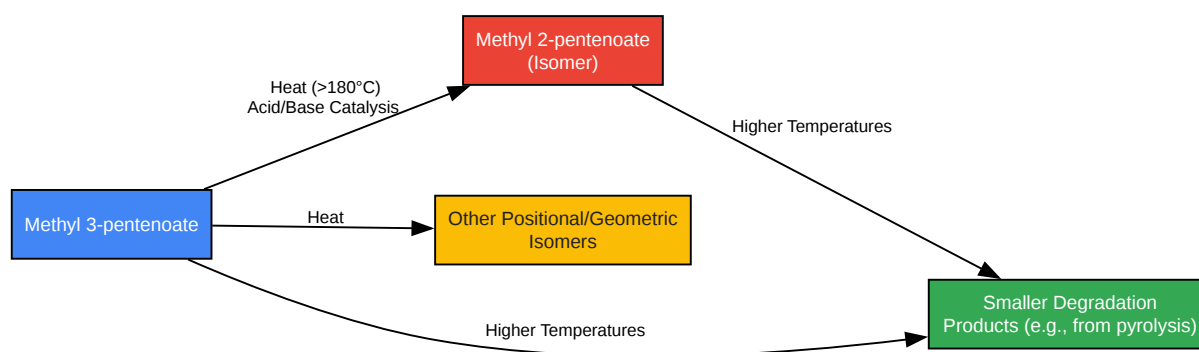 Methyl 2-pentenoate
(Isomer)
Heat (>180°C)
Acid/Base Catalysis
Higher Temperatures
Methyl 3-pentenoate
Heat
Other Positional/Geometric
Isomers
Higher Temperatures
Smaller Degradation
Products (e.g., from pyrolysis)